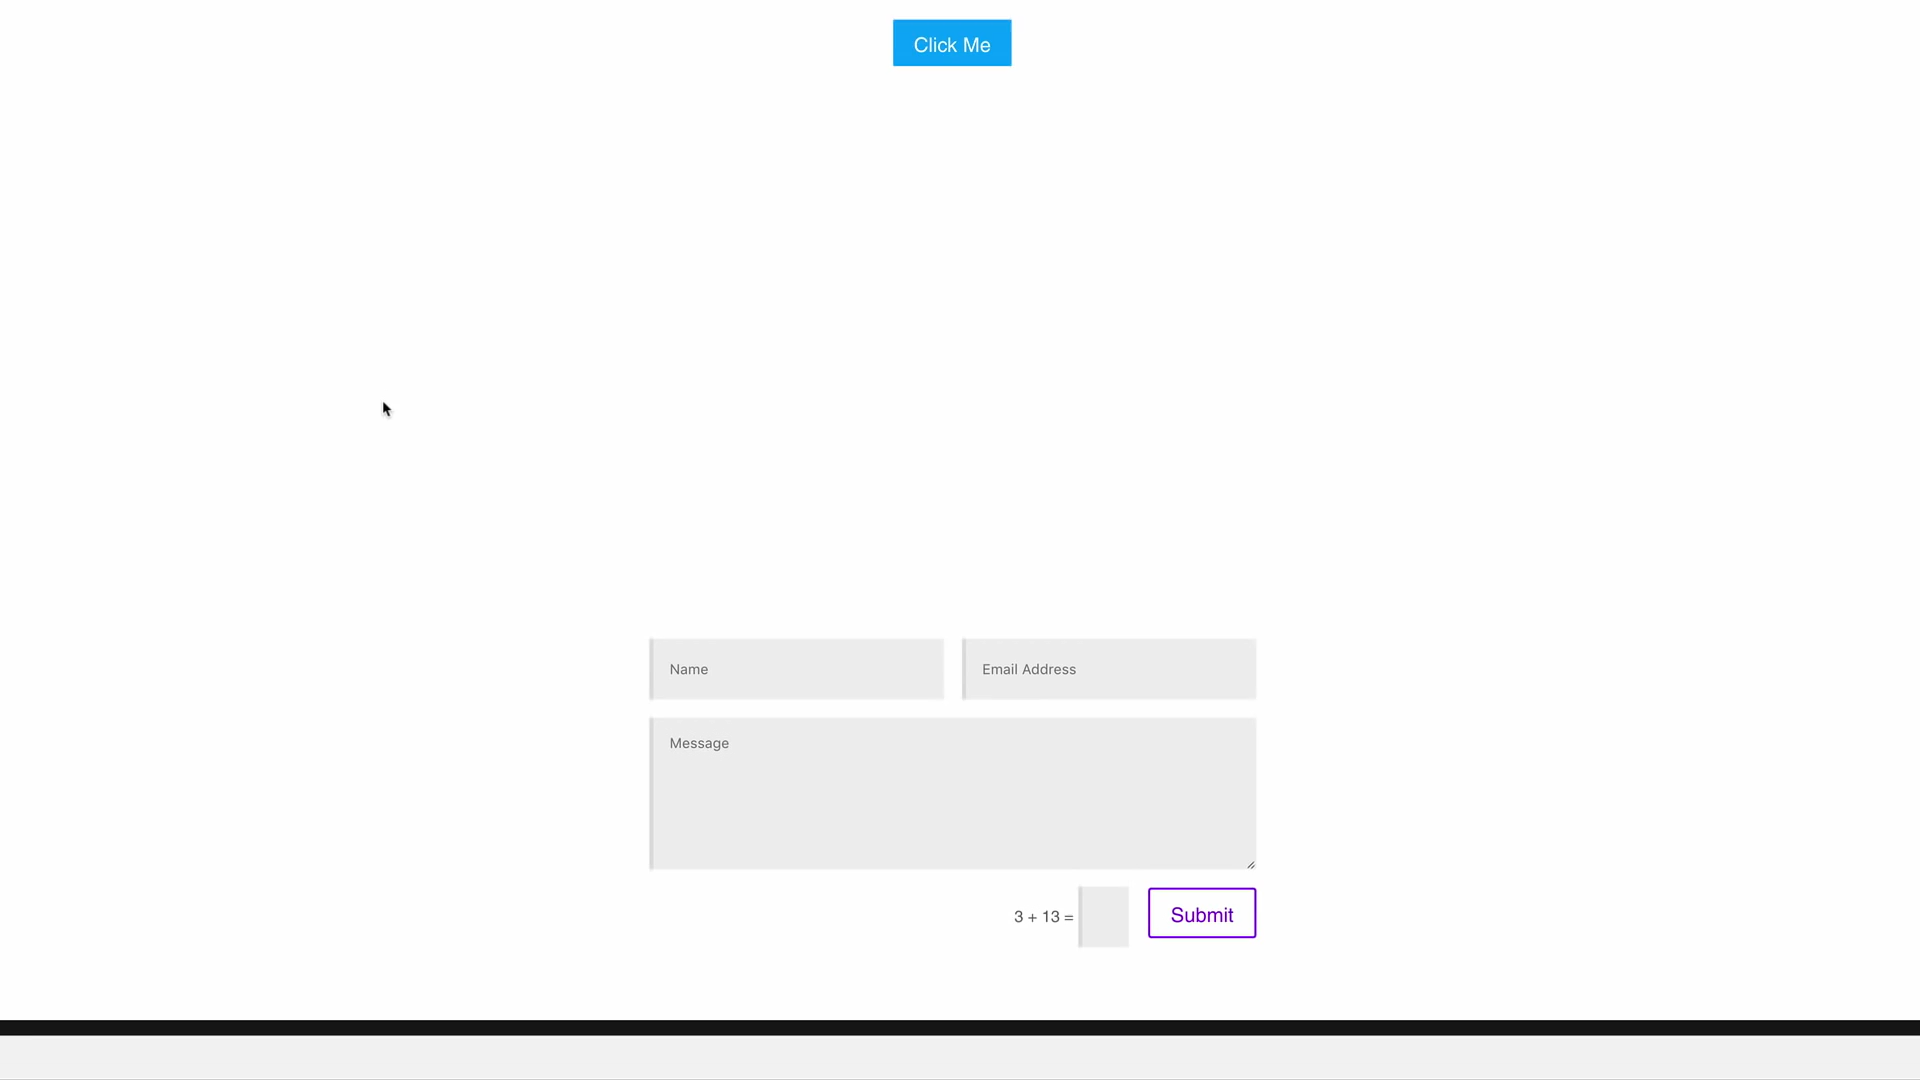 Click Me
Name
Email Address
Message
3 + 13 =
Submit